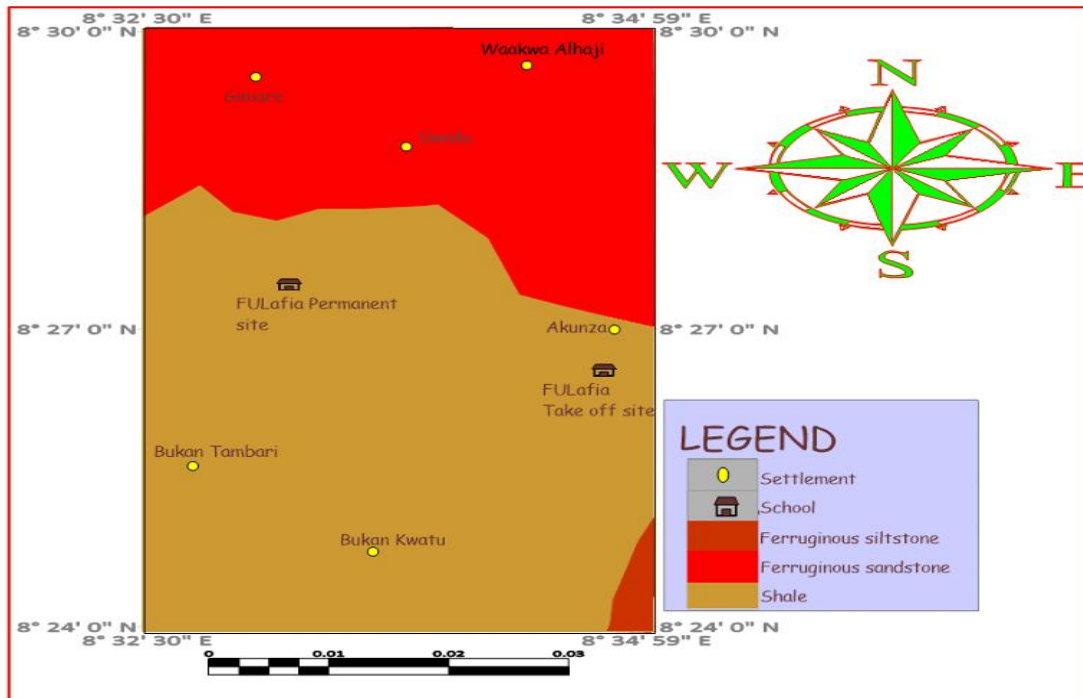 8° 32' 30" E
8° 34' 59" E
8° 30' 0" N
8° 30' 0" N
Waakwa Alhaji
N
W
E
S
FULafia Permanent
site
8° 27' 0" N
Akunza
8° 27' 0" N
FULafia
Take off site
Bukan Tambari
Bukan Kwatu
LEGEND
Settlement
School
Ferruginous siltstone
Ferruginous sandstone
Shale
8° 24' 0" N
8° 24' 0" N
8° 32' 30" E
8° 34' 59" E
0 0.01 0.02 0.03